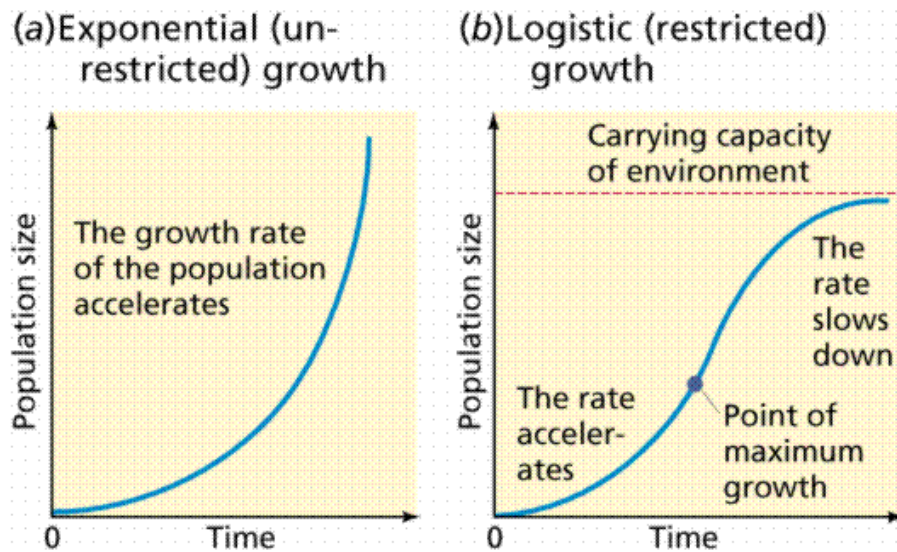 (a)Exponential (un-
restricted) growth
Population size
The growth rate
of the population
accelerates
0
Time
(b)Logistic (restricted)
growth
Population size
Carrying capacity
of environment
The
rate
slows
down
The rate
acceler-
ates
Point of
maximum
growth
0
Time